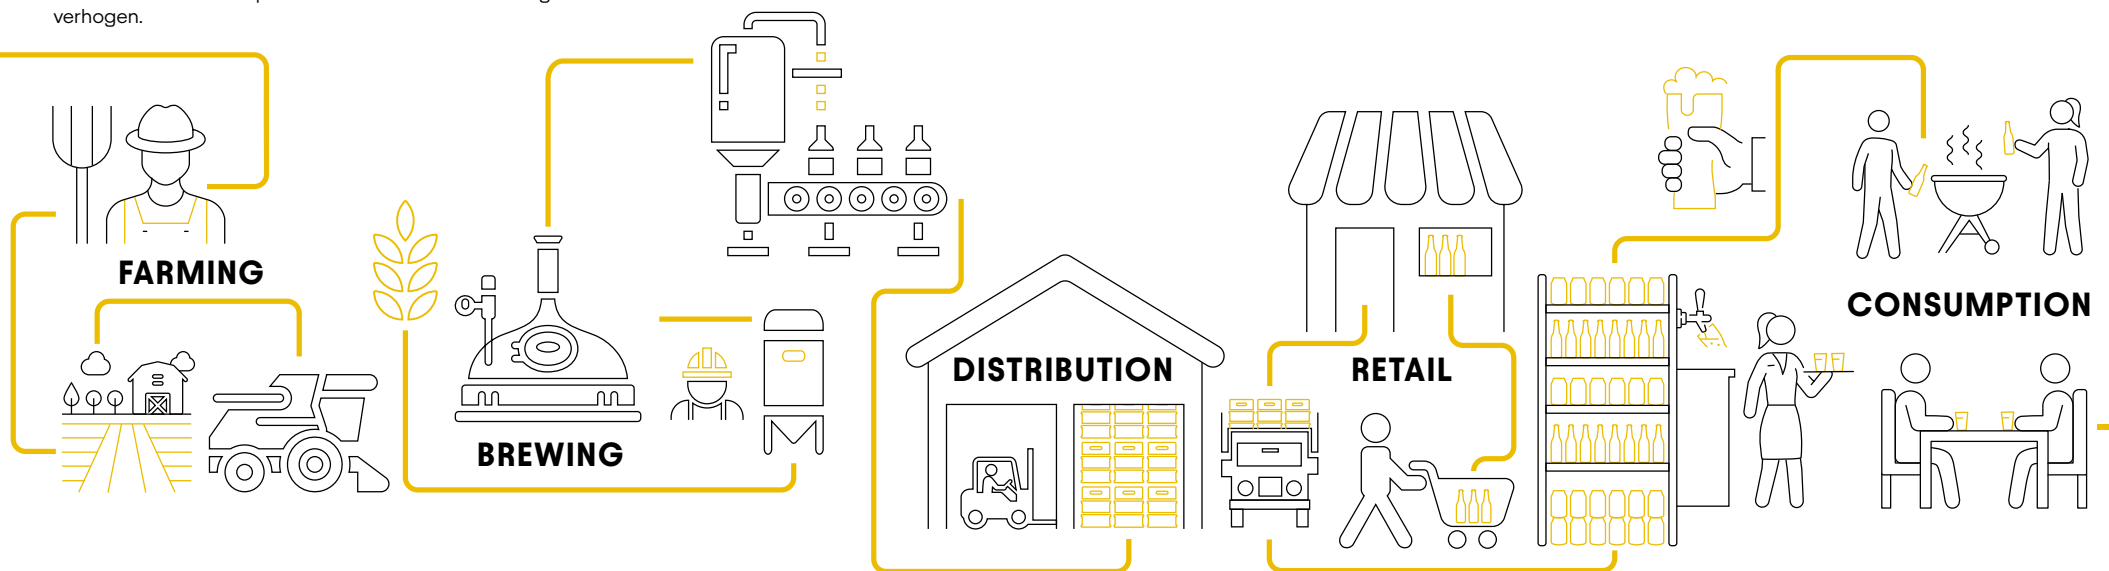 verhogen.
FARMING
BREWING
DISTRIBUTION
RETAIL
CONSUMPTION